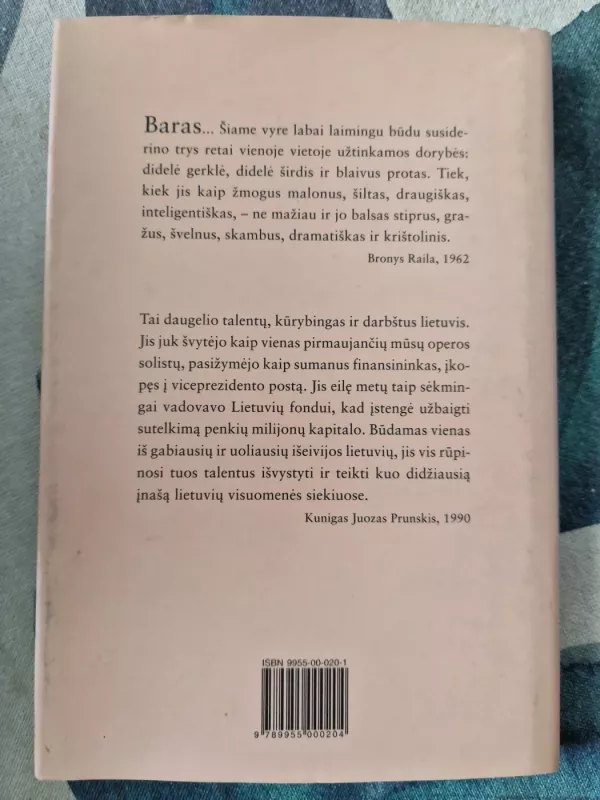 Baras... Šiame vyre labai laimingu būdu suside-
rino trys retai vienoje vietoje užtinkamos dorybės:
didelė gerklė, didelė širdis ir blaivus protas. Tiek,
kiek jis kaip žmogus malonus, šiltas, draugiškas,
inteligentiškas, – ne mažiau ir jo balsas stiprus, gra-
žus, švelnus, skambus, dramatiškas ir krištolinis.
Bronys Raila, 1962
Tai daugelio talentų, kūrybingas ir darbštus lietuvis.
Jis juk švytėjo kaip vienas pirmaujančių mūsų operos
solistų, pasižymėjo kaip sumanus finansininkas, įko-
pęs į viceprezidento postą. Jis eilę metų taip sėkmin-
gai vadovavo Lietuvių fondui, kad įstengė užbaigti
sutelkimą penkių milijonų kapitalo. Būdamas vienas
iš gabiausių ir uoliausių išeivijos lietuvių, jis vis rūpi-
nosi tuos talentus išvystyti ir teikti kuo didžiausią
įnašą lietuvių visuomenės siekiuose.
Kunigas Juozas Prunskis, 1990
ISBN 9955-00-020-1
9 789955 000204